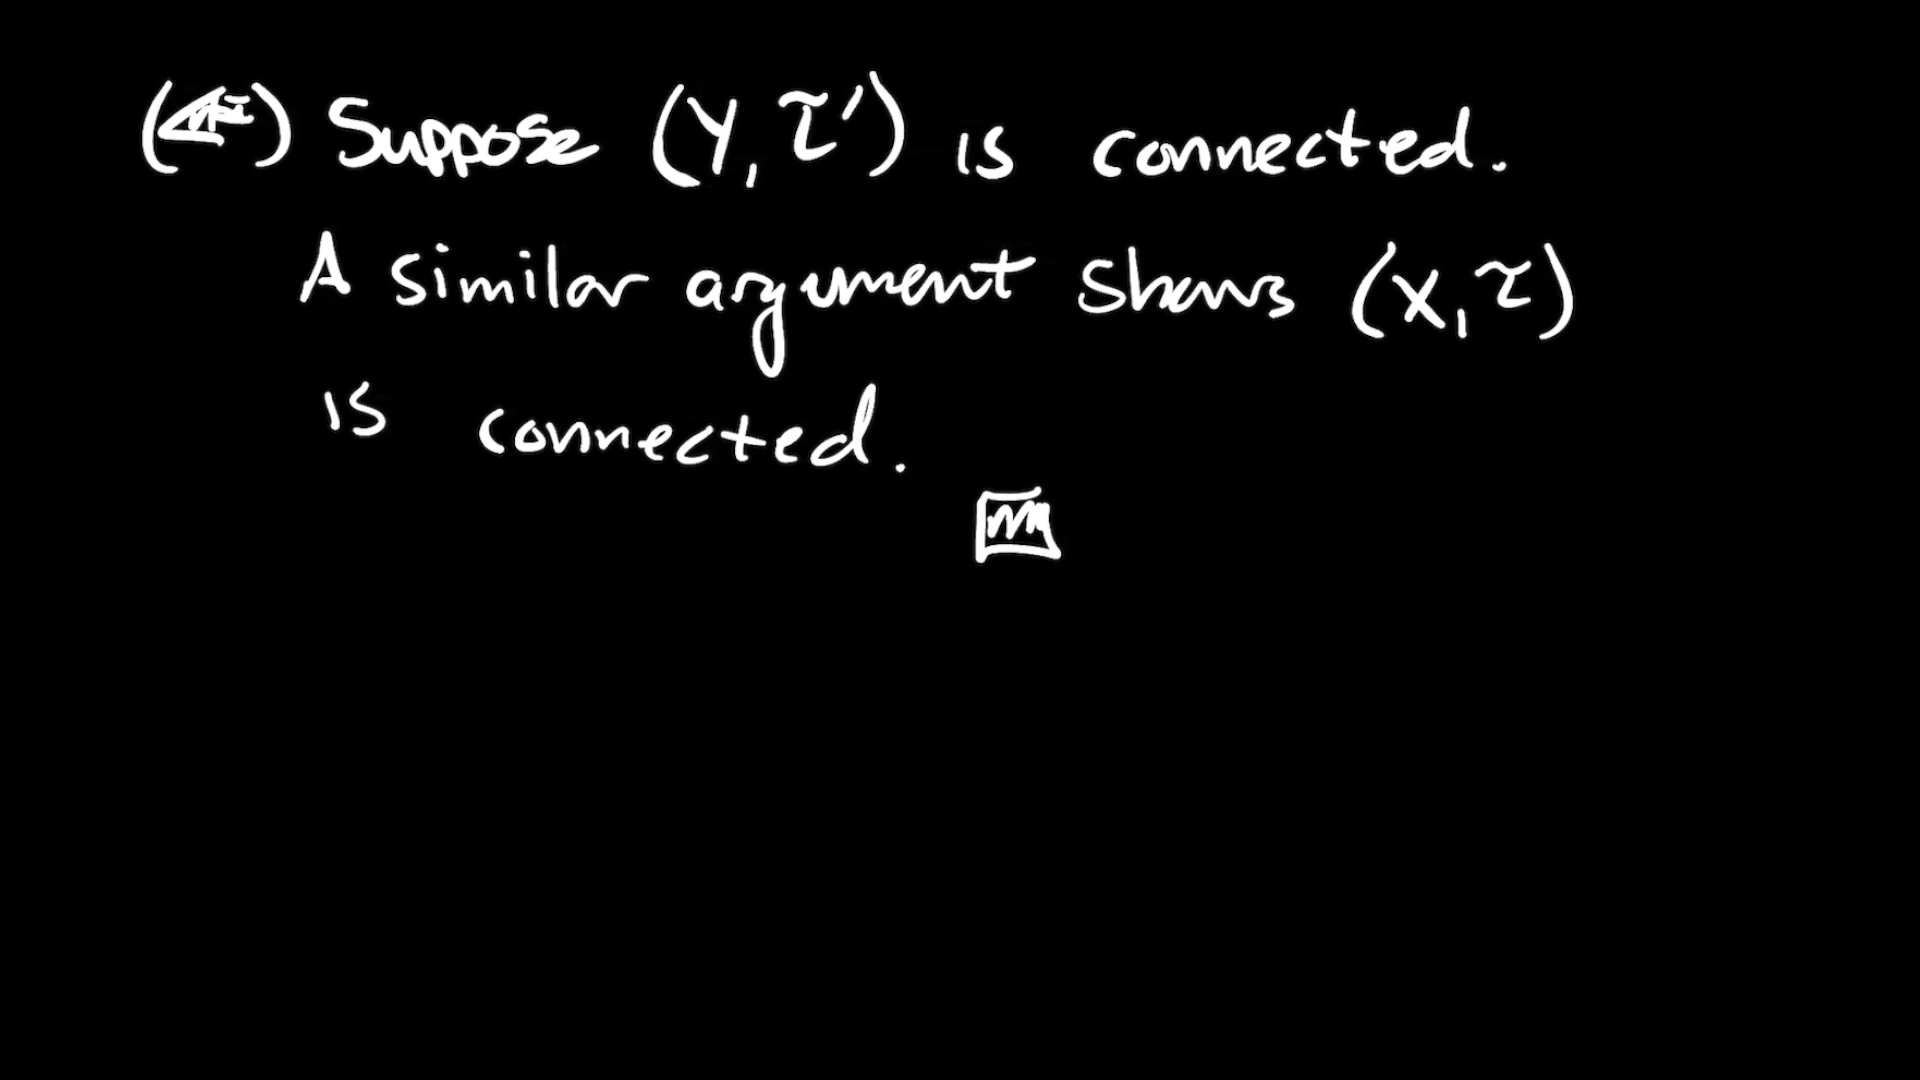 (⇐) Suppose (Y, τ') is connected.
A similar argument shows (X, τ)
is connected.